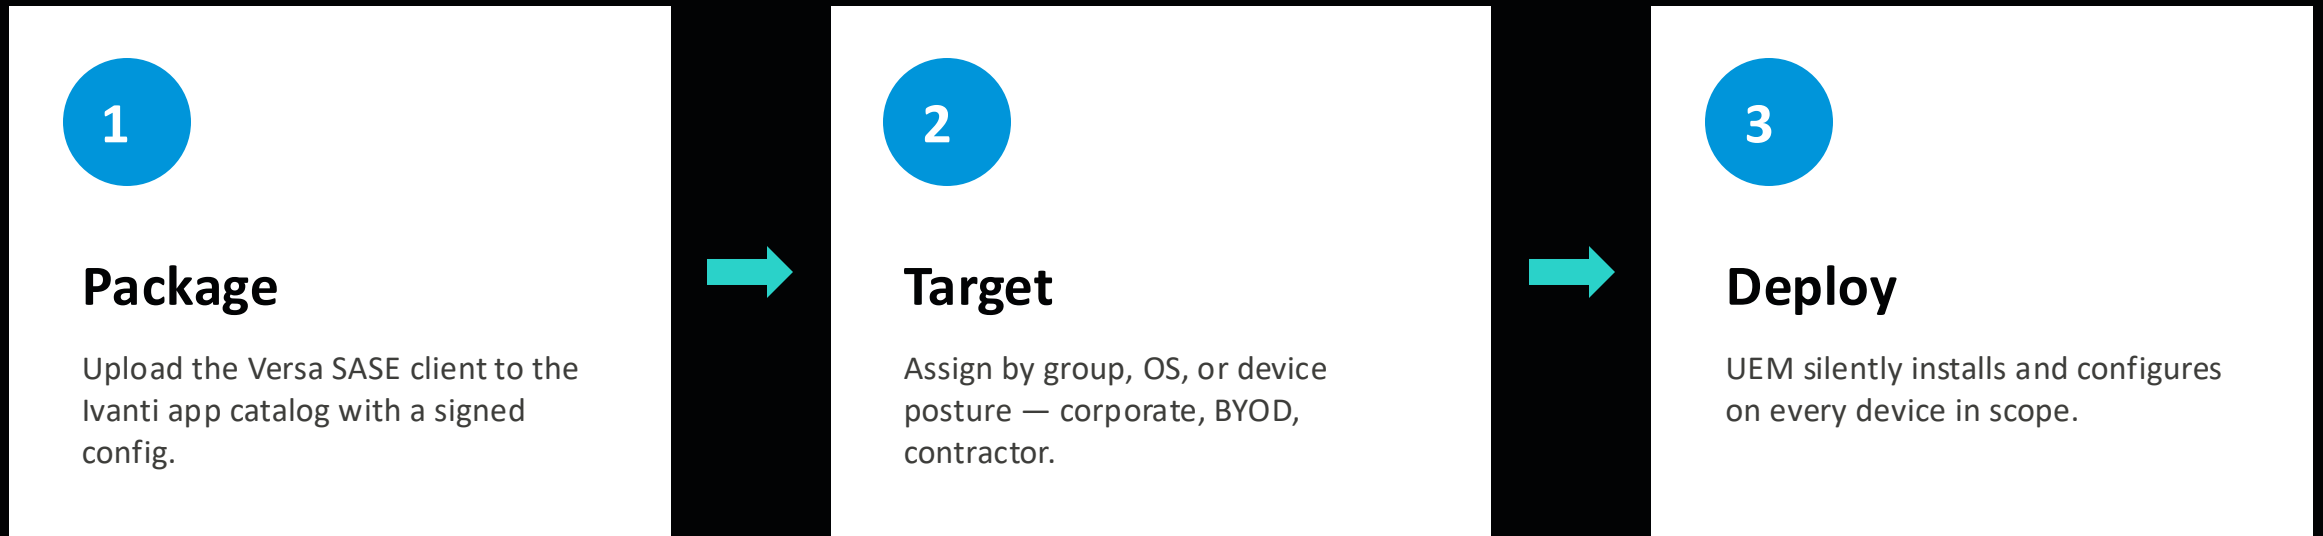 1
Package
Upload the Versa SASE client to the
Ivanti app catalog with a signed
config.
2
Target
Assign by group, OS, or device
posture — corporate, BYOD,
contractor.
3
Deploy
UEM silently installs and configures
on every device in scope.